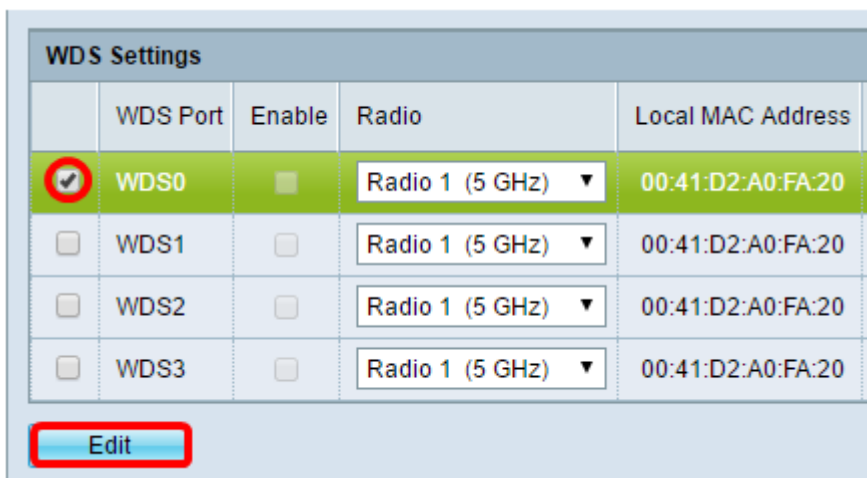 WDS Settings
WDS Port Enable Radio Local MAC Address
WDS0 Radio 1 (5 GHz) 00:41:D2:A0:FA:20
WDS1 Radio 1 (5 GHz) 00:41:D2:A0:FA:20
WDS2 Radio 1 (5 GHz) 00:41:D2:A0:FA:20
WDS3 Radio 1 (5 GHz) 00:41:D2:A0:FA:20
Edit